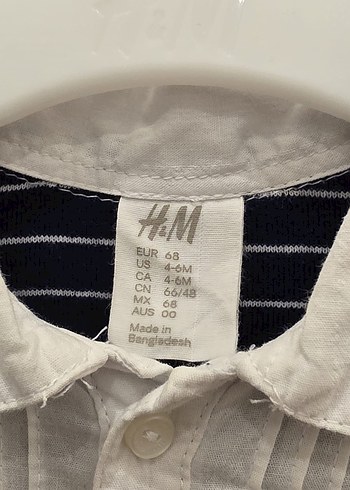 H&M
EUR 68
US 4-6M
CA 4-6M
CN 66/48
MX 68
AUS 00
Made in
Bangladesh